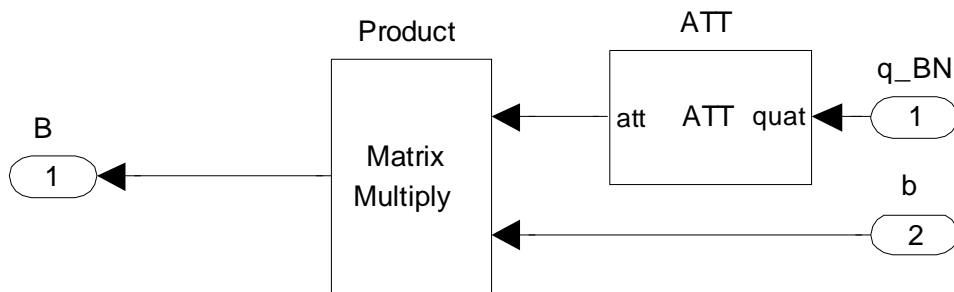 Product
ATT
q_BN
B
att
ATT
quat
1
1
Matrix
Multiply
b
2